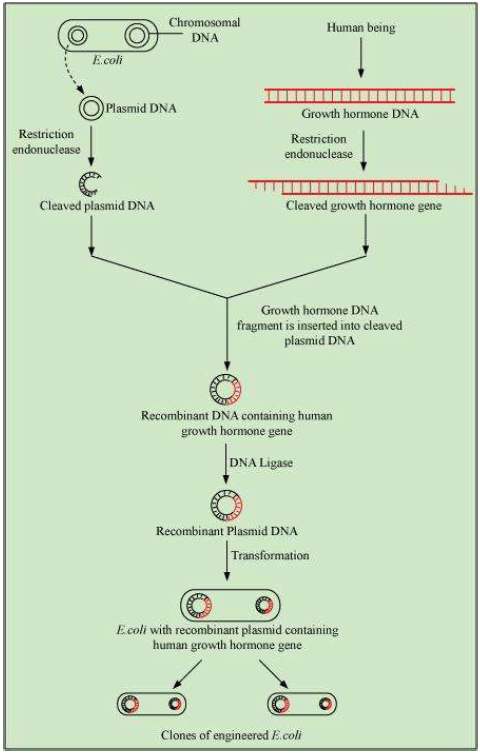 Chromosomal
DNA
E.coli
Human being
Plasmid DNA
Growth hormone DNA
Restriction
endonuclease
Restriction
endonuclease
Cleaved plasmid DNA
Cleaved growth hormone gene
Growth hormone DNA
fragment is inserted into cleaved
plasmid DNA
Recombinant DNA containing human
growth hormone gene
DNA Ligase
Recombinant Plasmid DNA
Transformation
E.coli with recombinant plasmid containing
human growth hormone gene
Clones of engineered E.coli